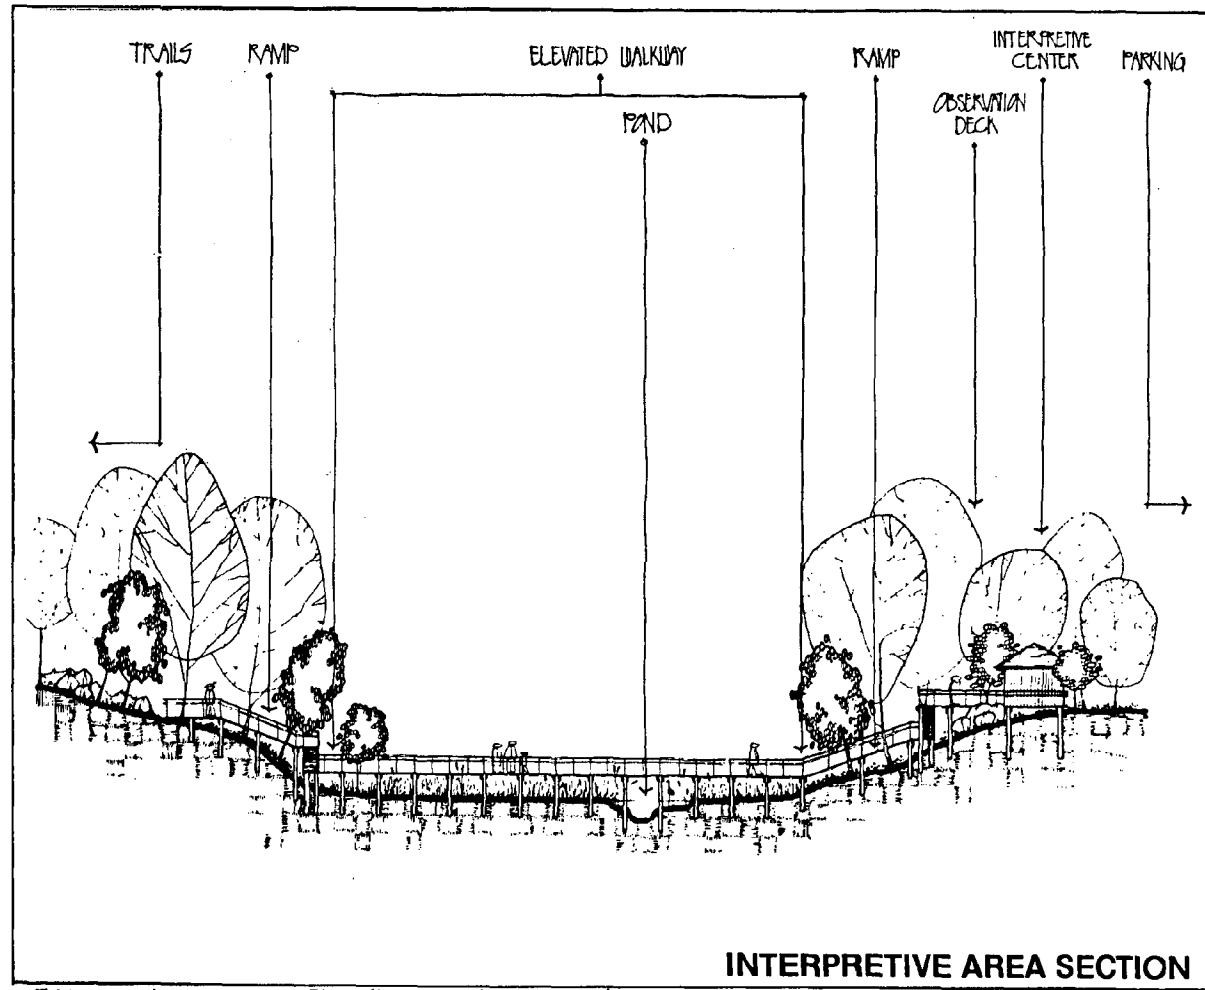 TRAILS
RAMP
ELEVATED WALKWAY
RAMP
INTERPRETIVE
CENTER
PARKING
OBSERVATION
DECK
POND
INTERPRETIVE AREA SECTION